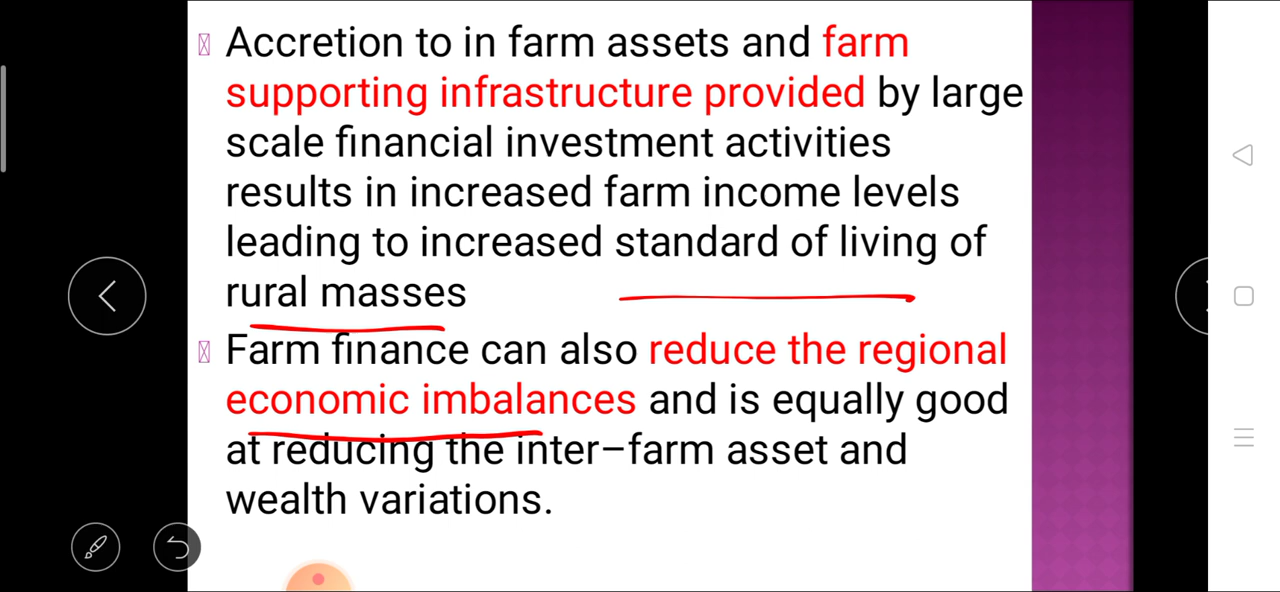 Accretion to in farm assets and farm
supporting infrastructure provided by large
scale financial investment activities
results in increased farm income levels
leading to increased standard of living of
rural masses
Farm finance can also reduce the regional
economic imbalances and is equally good
at reducing the inter–farm asset and
wealth variations.